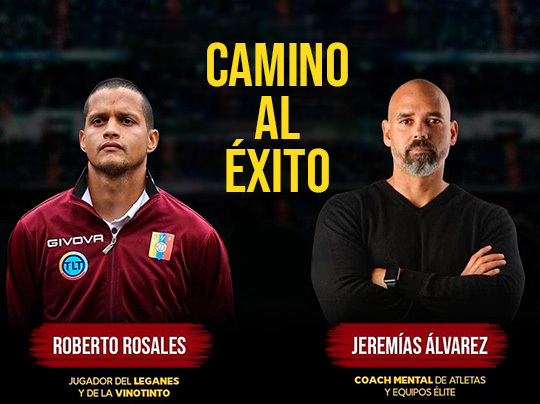 CAMINO
AL
ÉXITO
GIVOVA
TLT
ROBERTO ROSALES
JUGADOR DEL LEGANES
Y DE LA VINOTINTO
JEREMÍAS ÁLVAREZ
COACH MENTAL DE ATLETAS
Y EQUIPOS ÉLITE